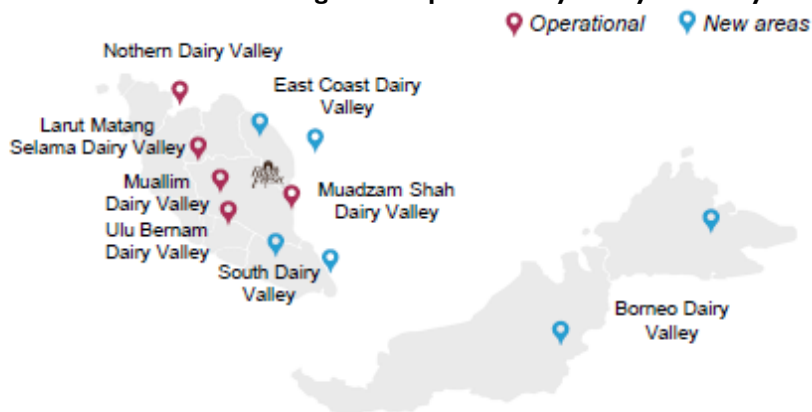 Operational
New areas
Nothern Dairy Valley
East Coast Dairy
Valley
Larut Matang
Selama Dairy Valley
Muallim
Dairy Valley
Muadzam Shah
Dairy Valley
Ulu Bernam
Dairy Valley
South Dairy
Valley
Borneo Dairy
Valley